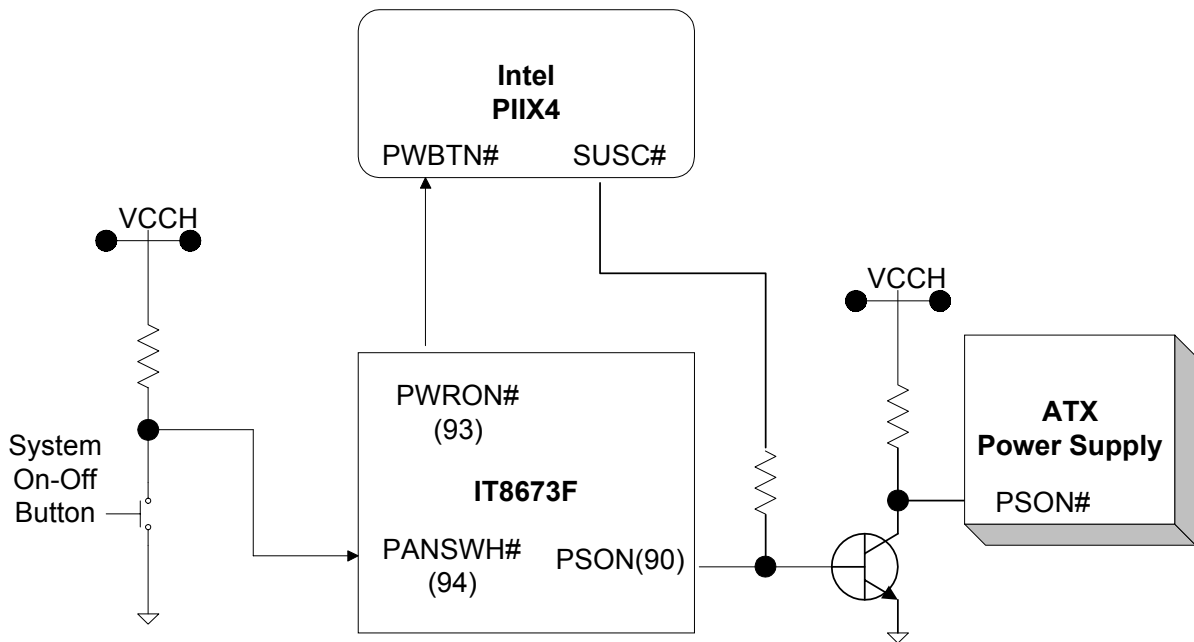 Intel
PIIX4
PWBTN#
SUSC#
VCCH
VCCH
PWRON#
(93)
ATX
Power Supply
System
On-Off
Button
IT8673F
PSON#
PANSWH#
(94)
PSON(90)